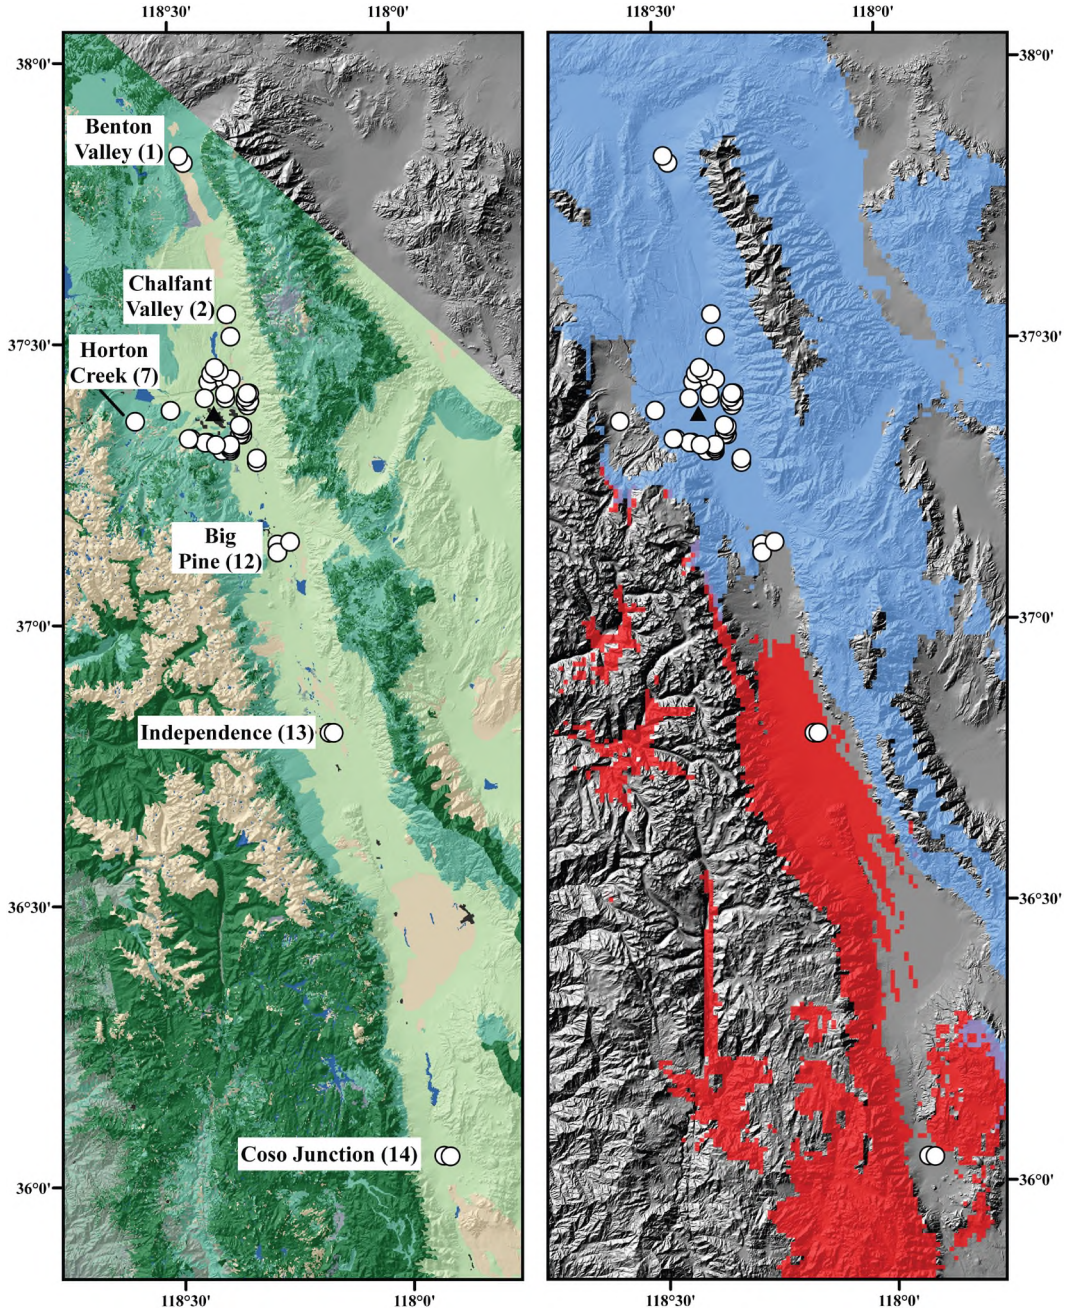 118°30' 118°0' 118°30' 118°0'
38°0' 38°0'
Benton
Valley (1)
Chalfant
Valley (2)
37°30' 37°30'
Horton
Creek (7)
Big
Pine (12)
37°0' 37°0'
Independence (13)
36°30' 36°30'
Coso Junction (14)
36°0' 36°0'
118°30' 118°0' 118°30' 118°0'